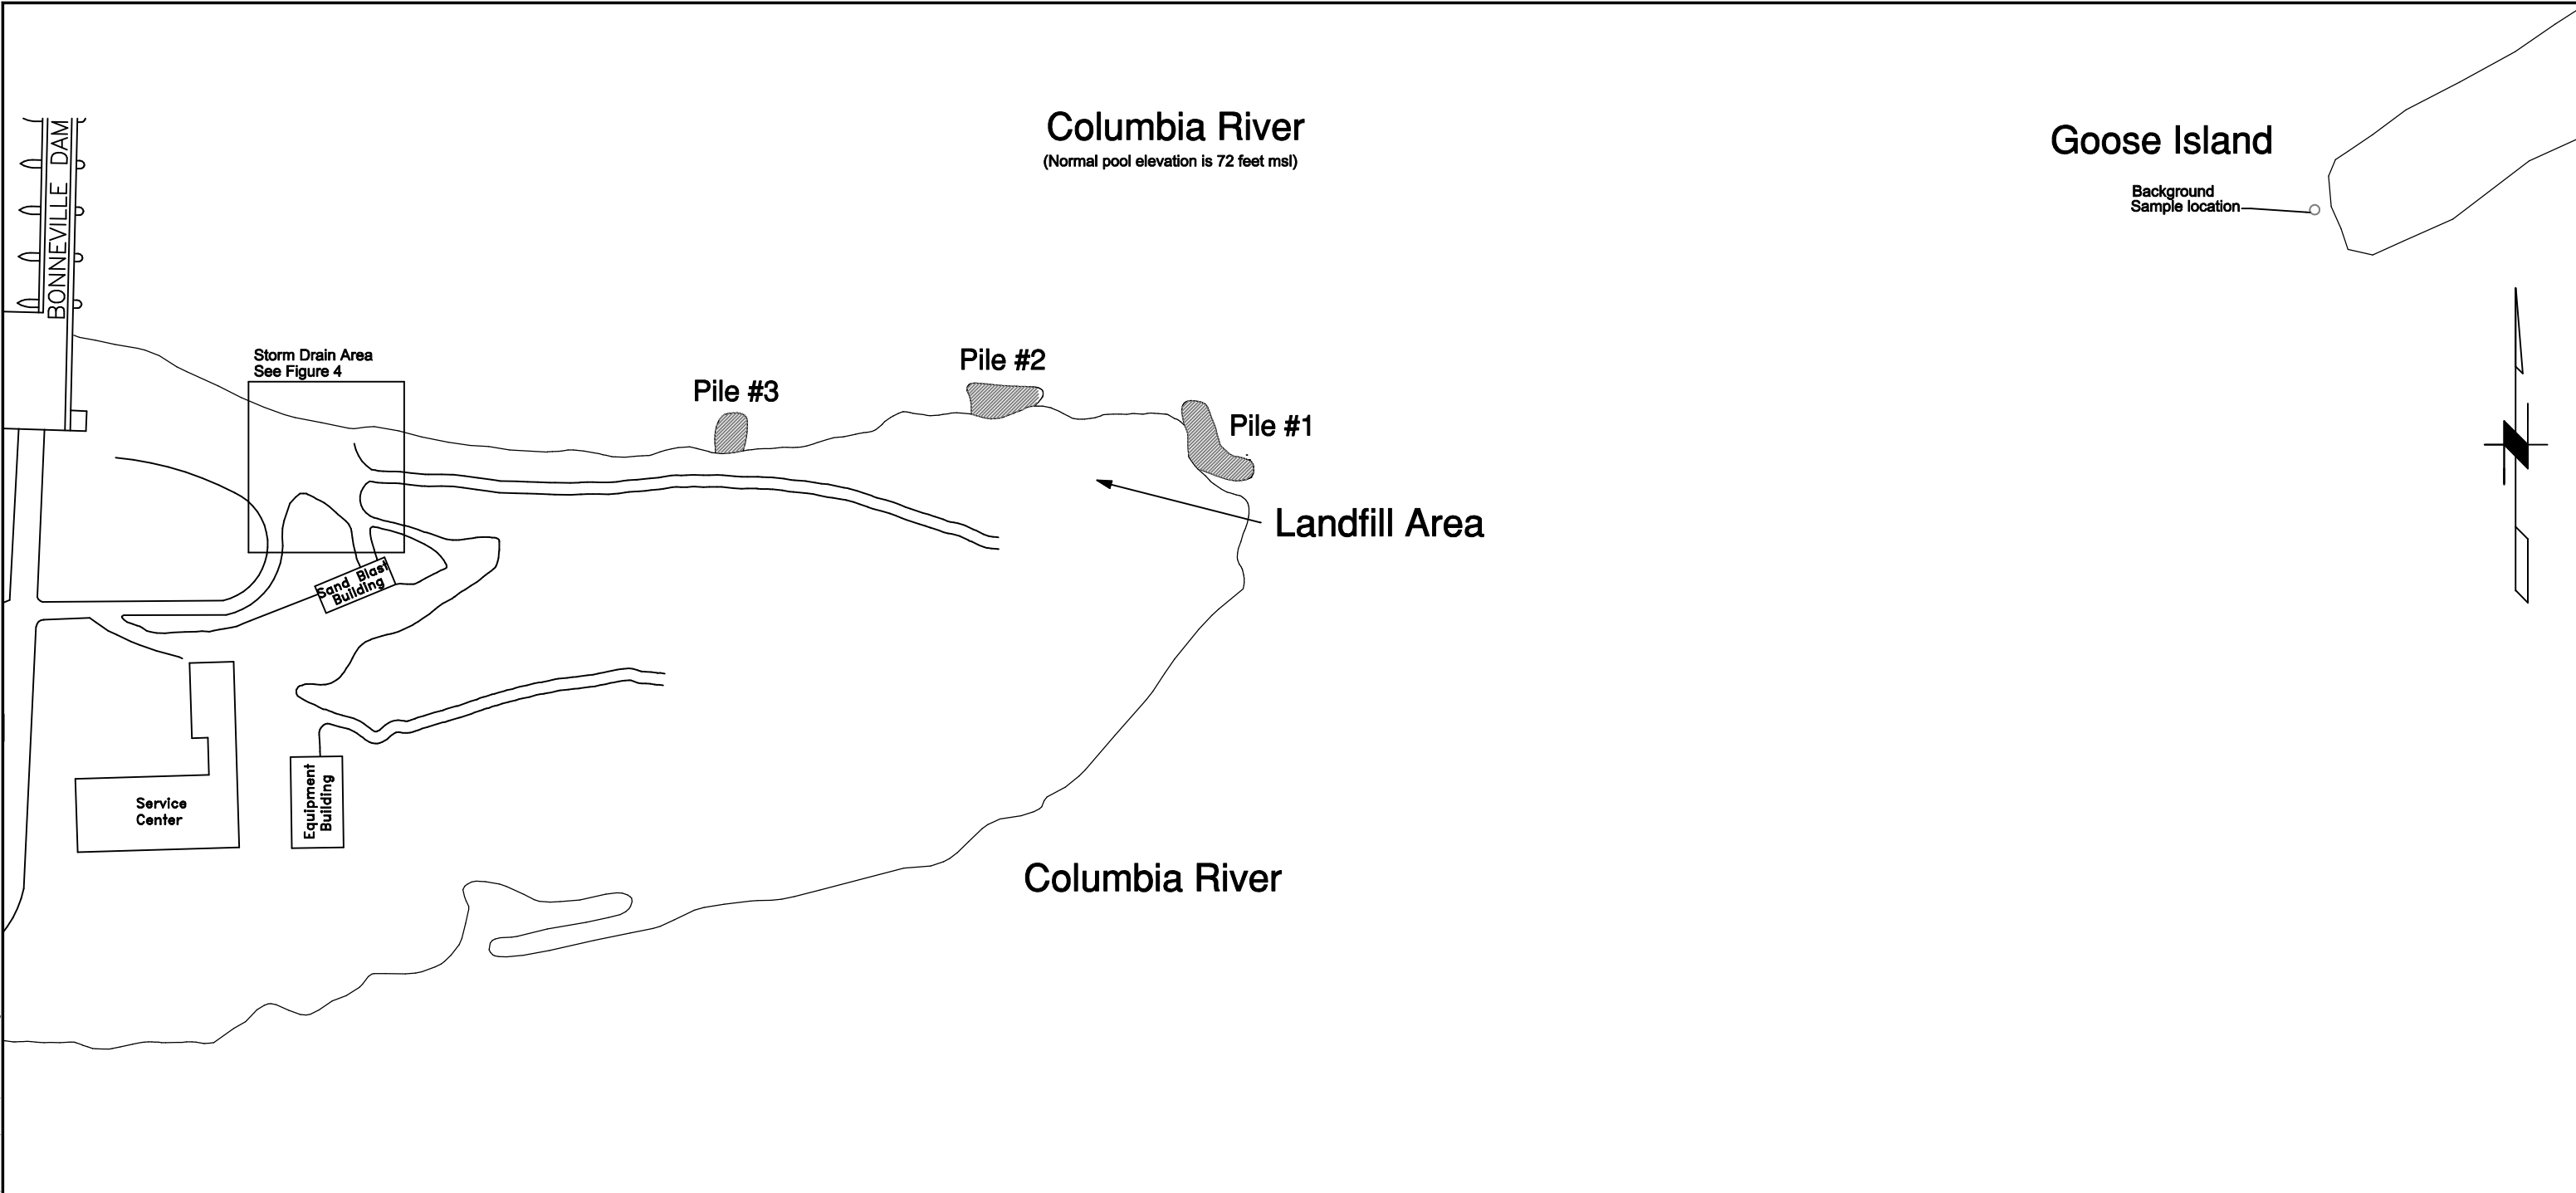 Columbia River
(Normal pool elevation is 72 feet msl)
Goose Island
Background
Sample location
BONNEVILLE DAM
Storm Drain Area
See Figure 4
Pile #3
Pile #2
Pile #1
Landfill Area
Sand Blast
Building
Service
Center
Equipment
Building
Columbia River
N